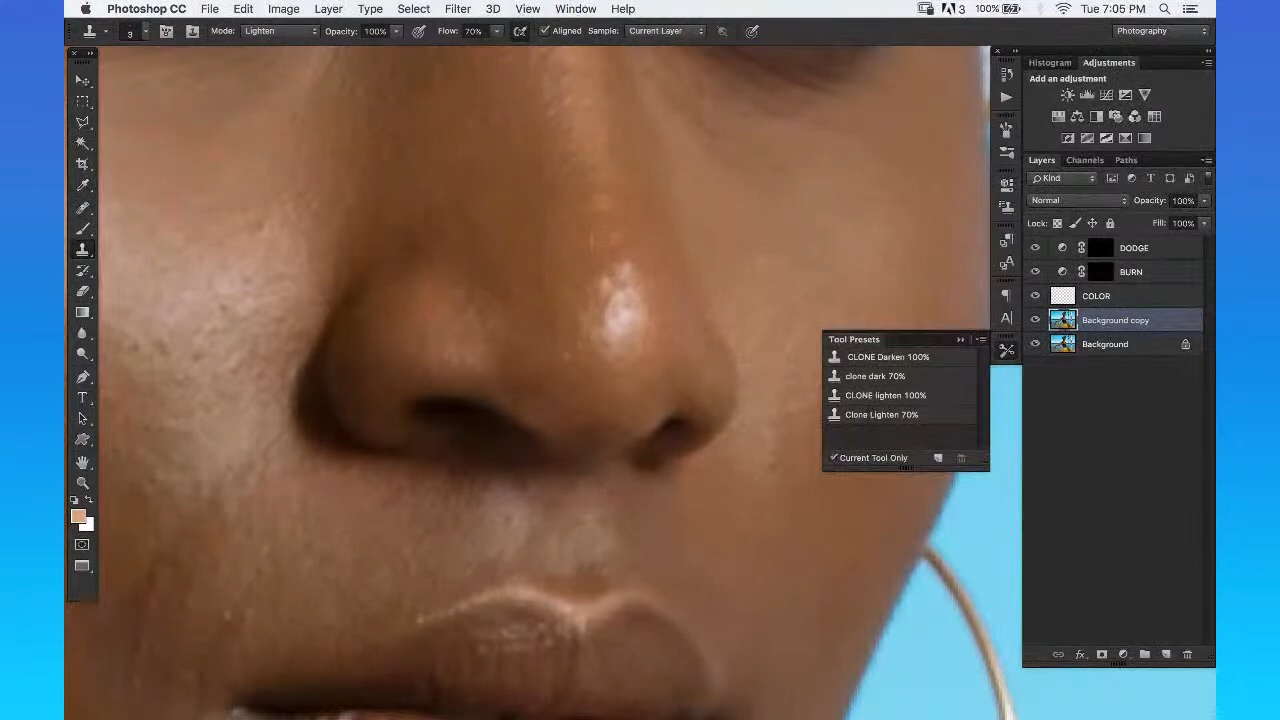 Photoshop CC File Edit Image Layer Type Select Filter 3D View Window Help 3 100% Tue 7:05 PM
3 Mode: Lighten Opacity: 100% Flow: 70% Aligned Sample: Current Layer Photography
Histogram Adjustments
Add an adjustment
Layers Channels Paths
Kind
Normal Opacity: 100%
Lock: Fill: 100%
DODGE
BURN
COLOR
Background copy
Background
Tool Presets
CLONE Darken 100%
clone dark 70%
CLONE lighten 100%
Clone Lighten 70%
Current Tool Only